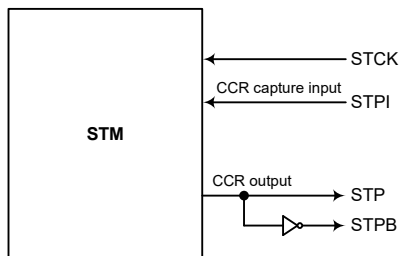 STCK
CCR capture input
STPI
STM
CCR output
STP
STPB